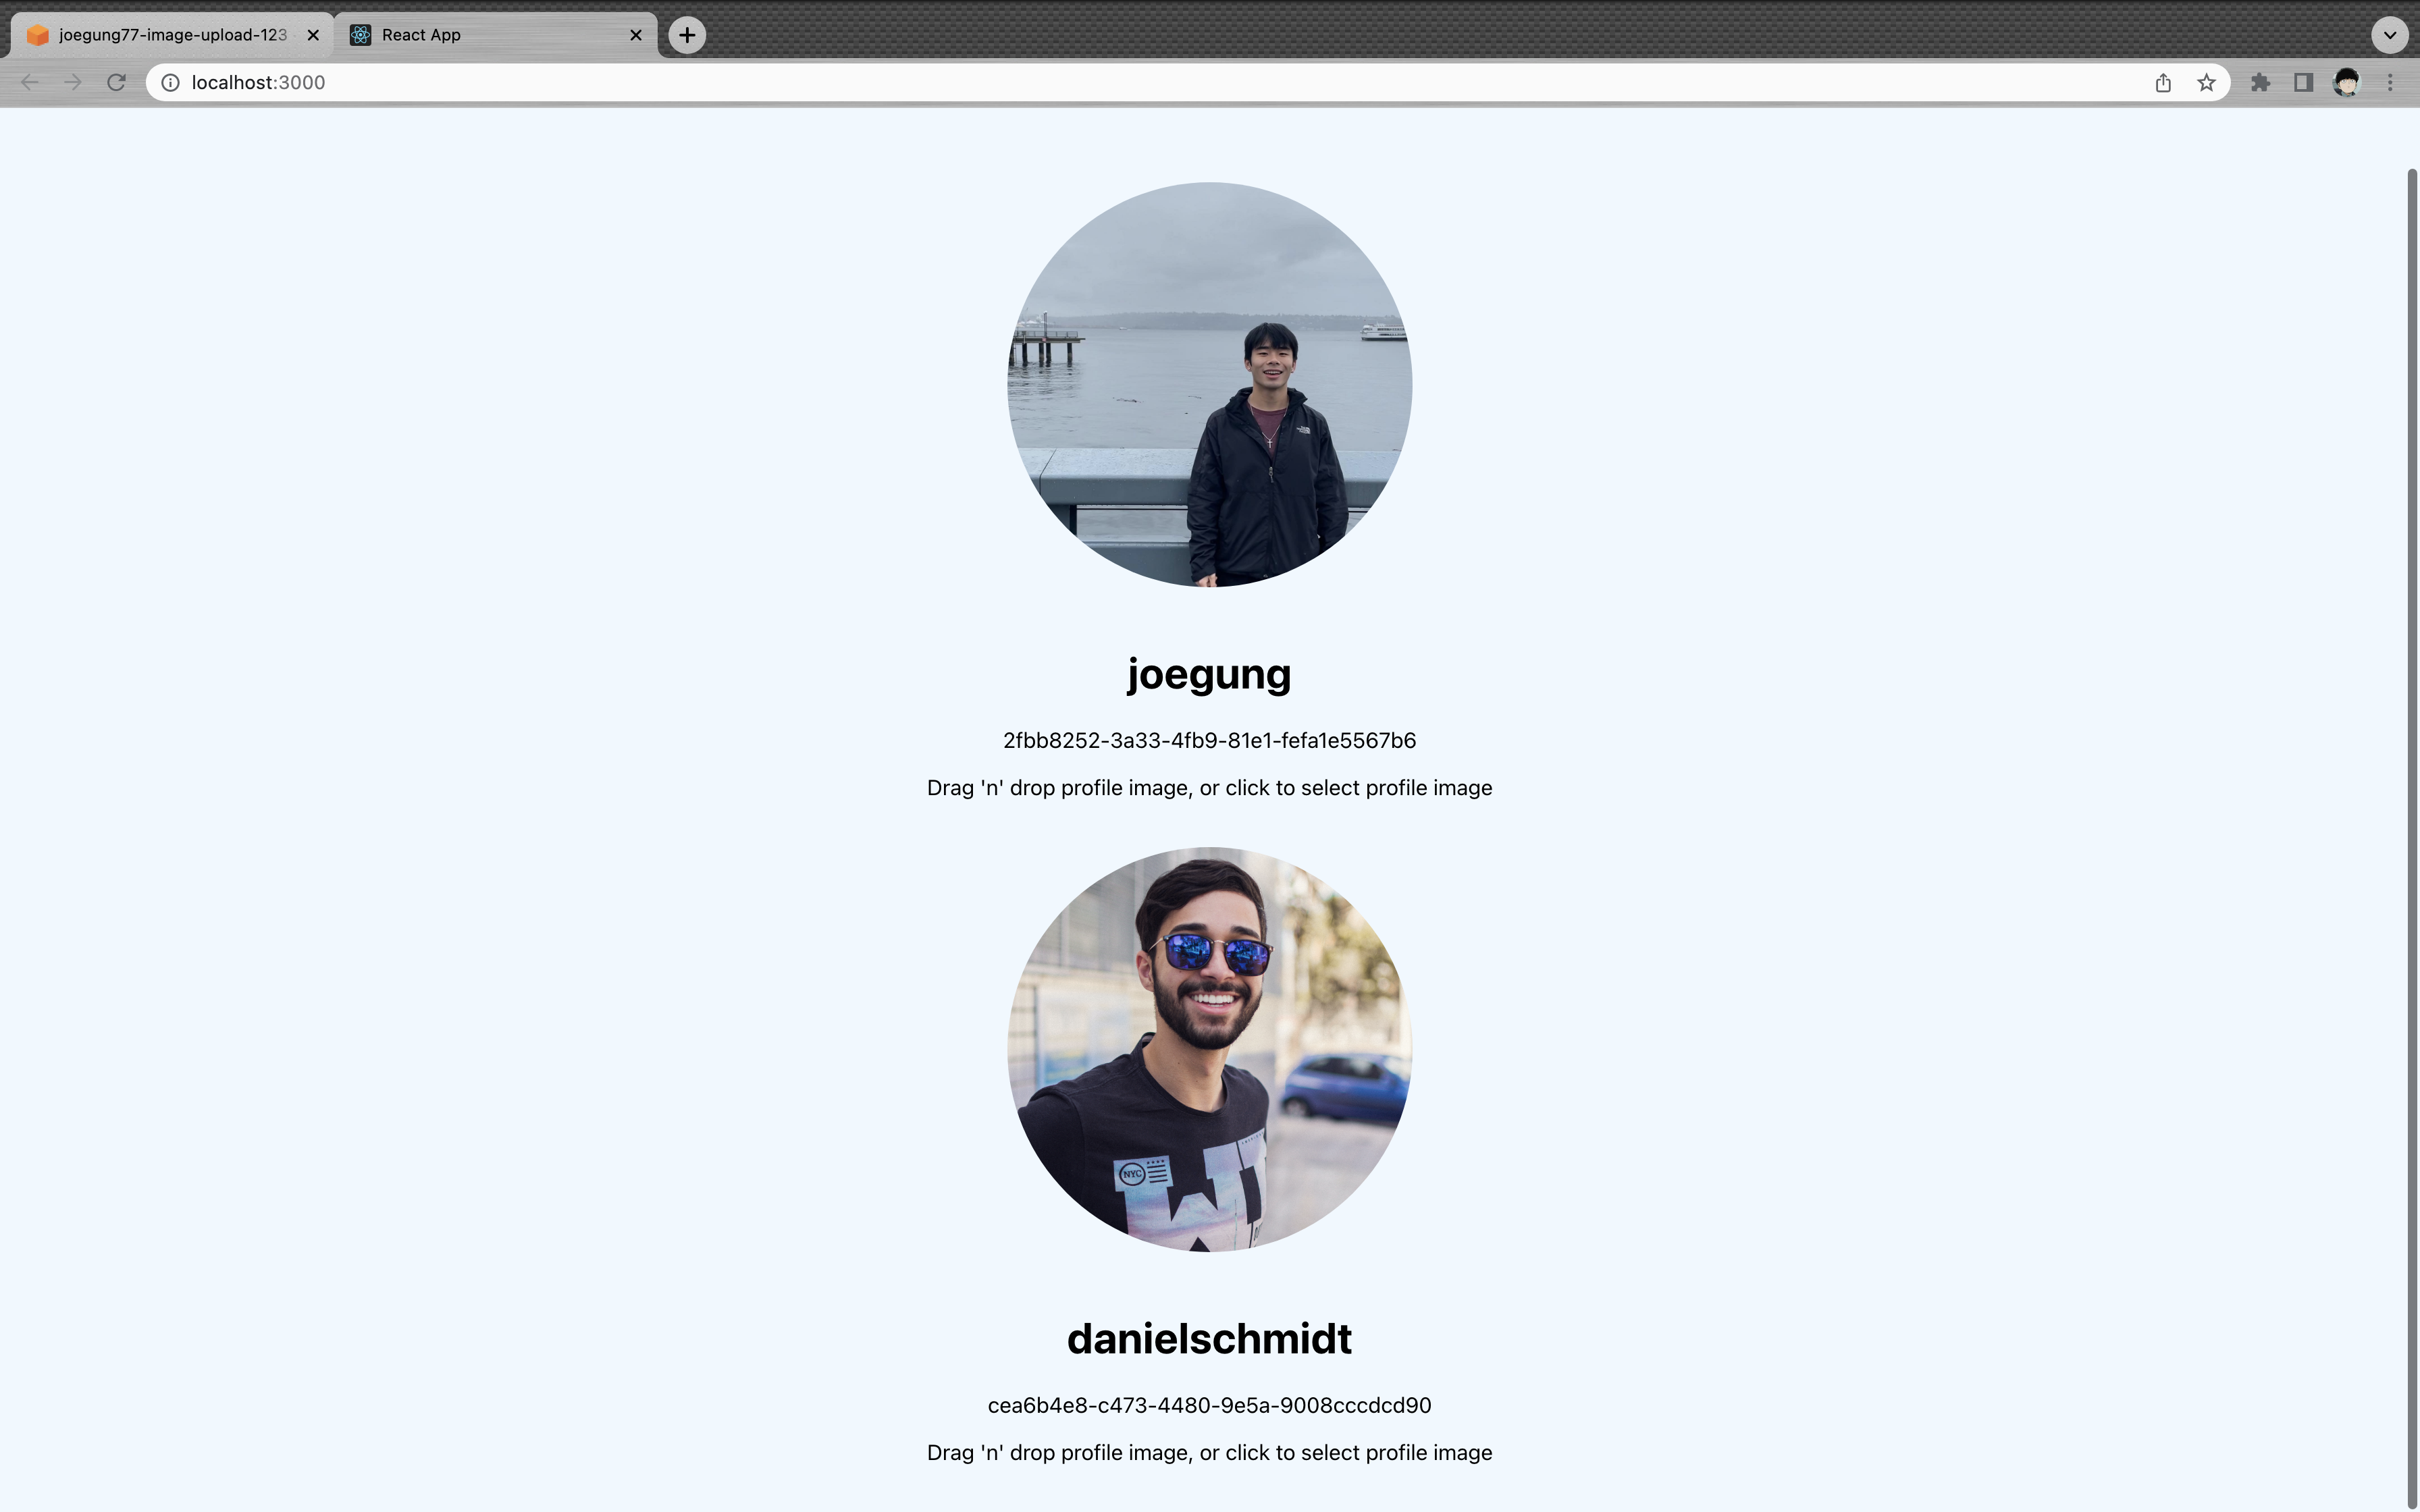 joegung77-image-upload-123
React App
localhost:3000
joegung
2fbb8252-3a33-4fb9-81e1-fefa1e5567b6
Drag 'n' drop profile image, or click to select profile image
NYC
danielschmidt
cea6b4e8-c473-4480-9e5a-9008cccdcd90
Drag 'n' drop profile image, or click to select profile image